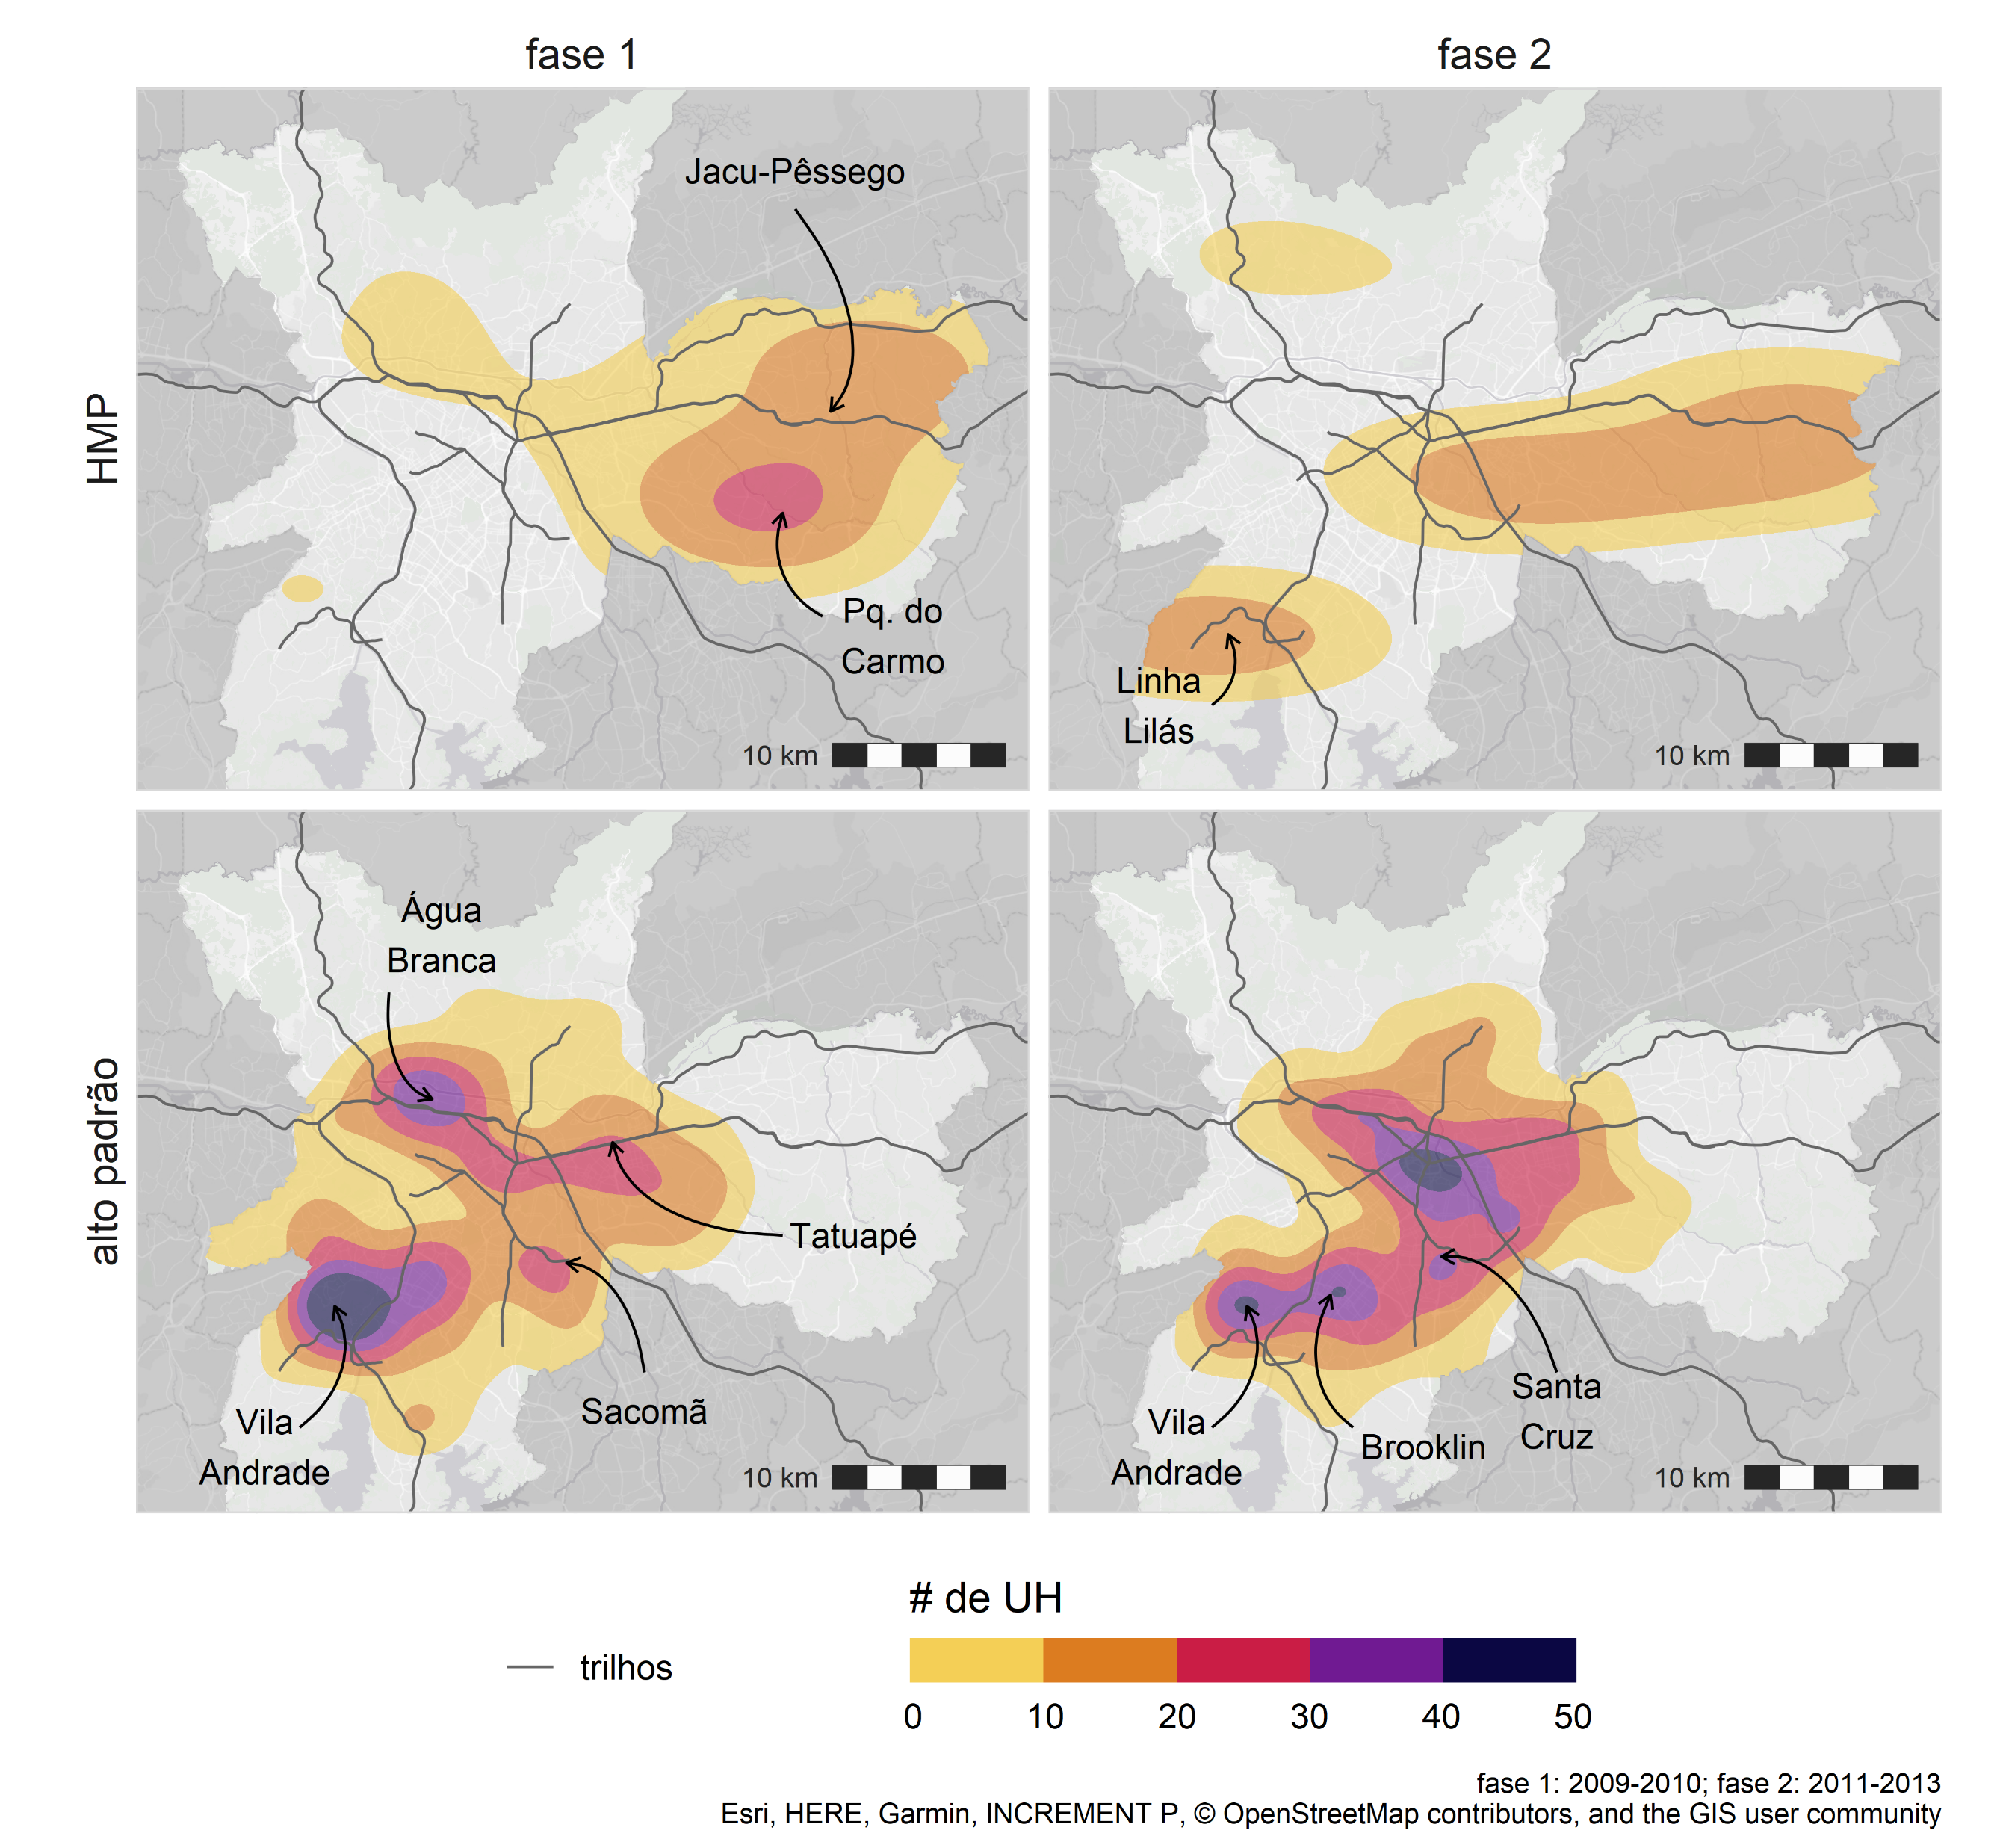 fase 1
fase 2
HMP
Jacu-Pêssego
Pq. do
Carmo
10 km
Linha
Lilás
10 km
alto padrão
Água
Branca
Tatuapé
Sacomã
Vila
Andrade
10 km
Santa
Cruz
Vila
Andrade
Brooklin
10 km
# de UH
trilhos
0 10 20 30 40 50
fase 1: 2009-2010; fase 2: 2011-2013
Esri, HERE, Garmin, INCREMENT P, © OpenStreetMap contributors, and the GIS user community